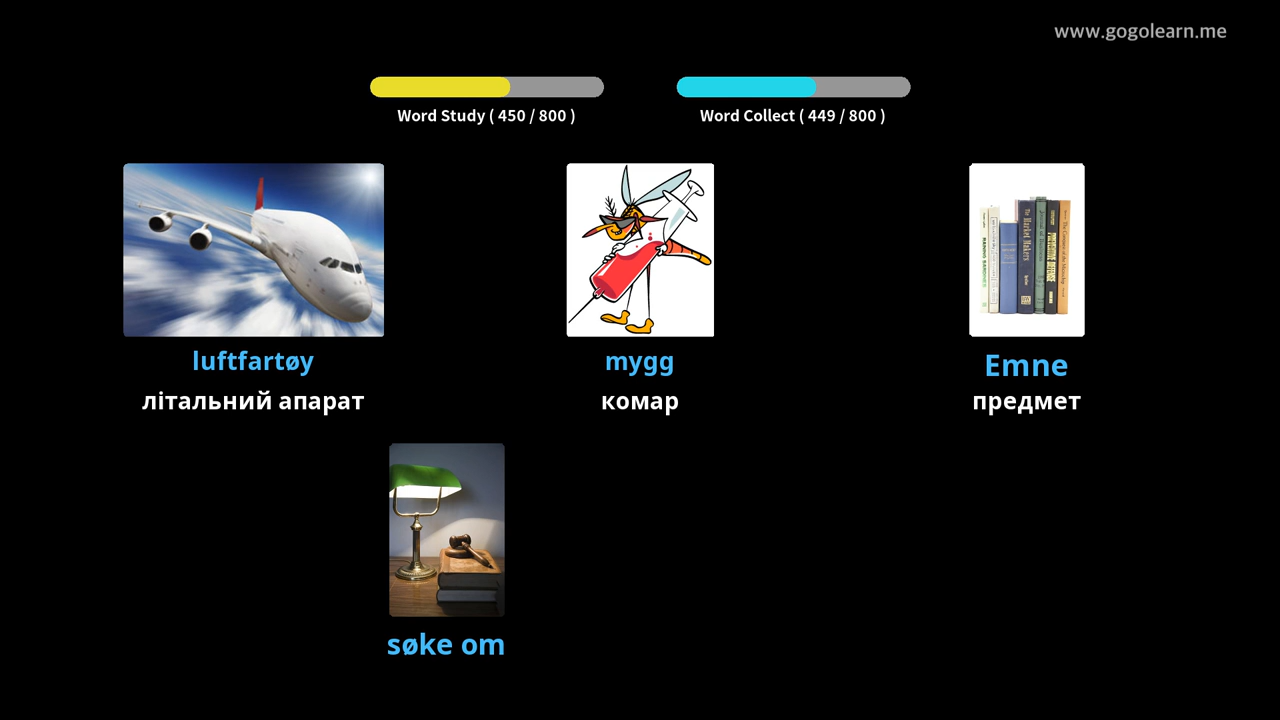 www.gogolearn.me
Word Study ( 450 / 800 )
Word Collect ( 449 / 800 )
luftfartøy
mygg
Emne
літальний апарат
комар
предмет
søke om